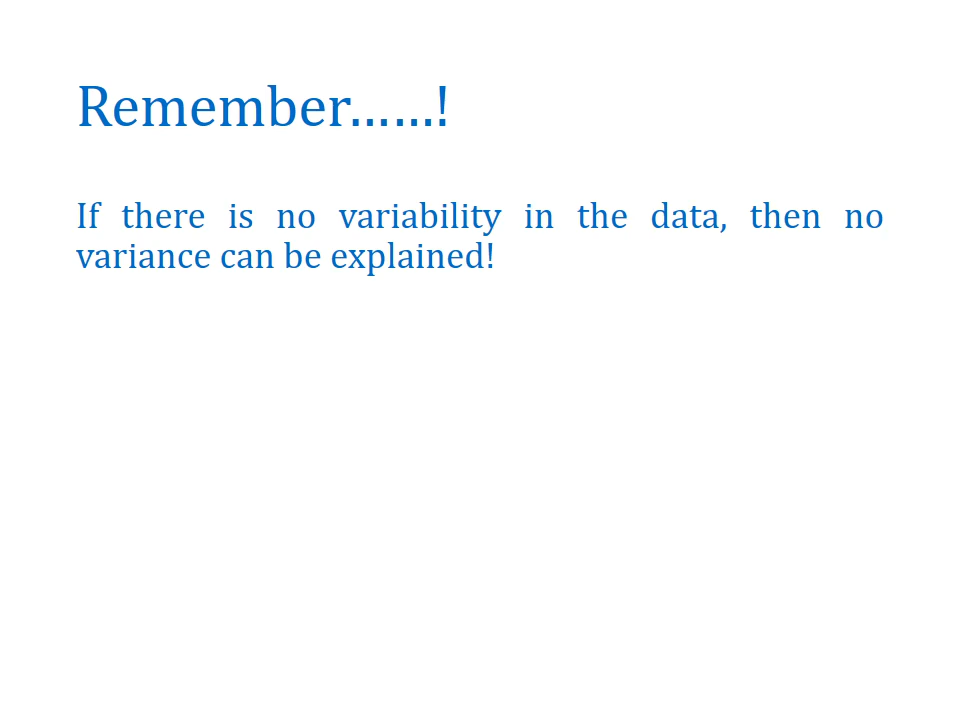 Remember……!
If there is no variability in the data, then no
variance can be explained!